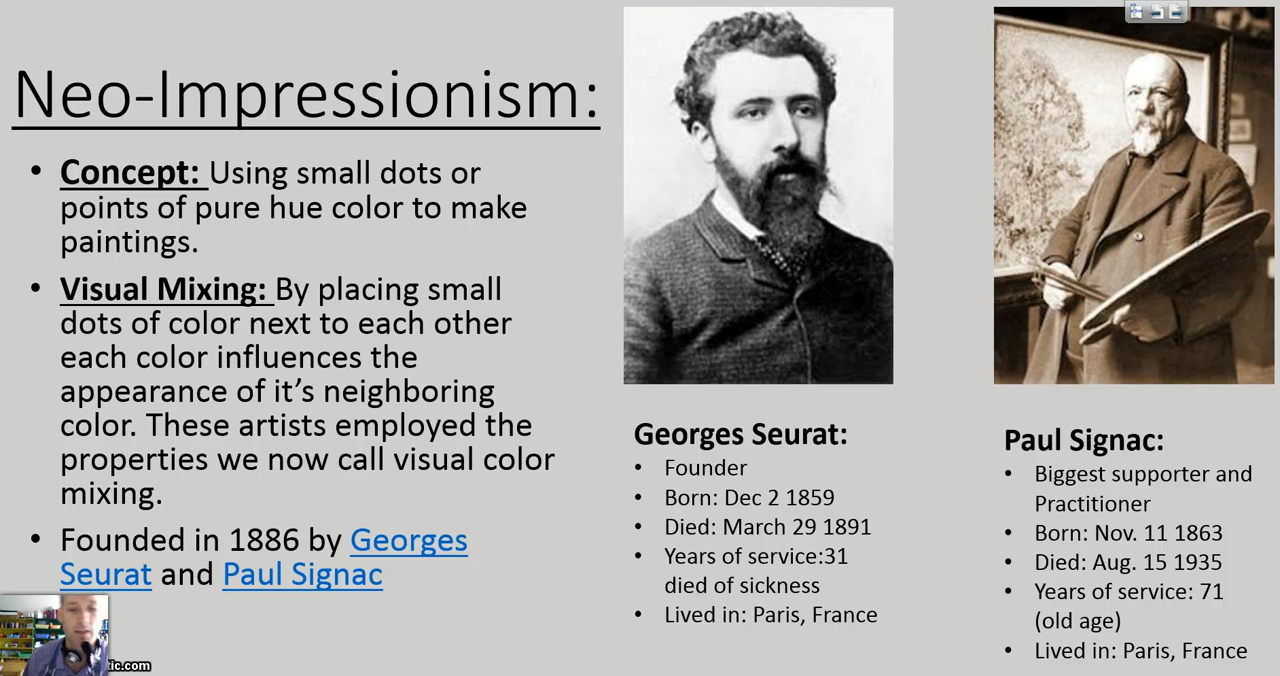 Neo-Impressionism:
• Concept: Using small dots or
points of pure hue color to make
paintings.
• Visual Mixing: By placing small
dots of color next to each other
each color influences the
appearance of it’s neighboring
color. These artists employed the
properties we now call visual color
mixing.
• Founded in 1886 by Georges
Seurat and Paul Signac
Georges Seurat:
• Founder
• Born: Dec 2 1859
• Died: March 29 1891
• Years of service:31
died of sickness
• Lived in: Paris, France
Paul Signac:
• Biggest supporter and
Practitioner
• Born: Nov. 11 1863
• Died: Aug. 15 1935
• Years of service: 71
(old age)
• Lived in: Paris, France
tic.com